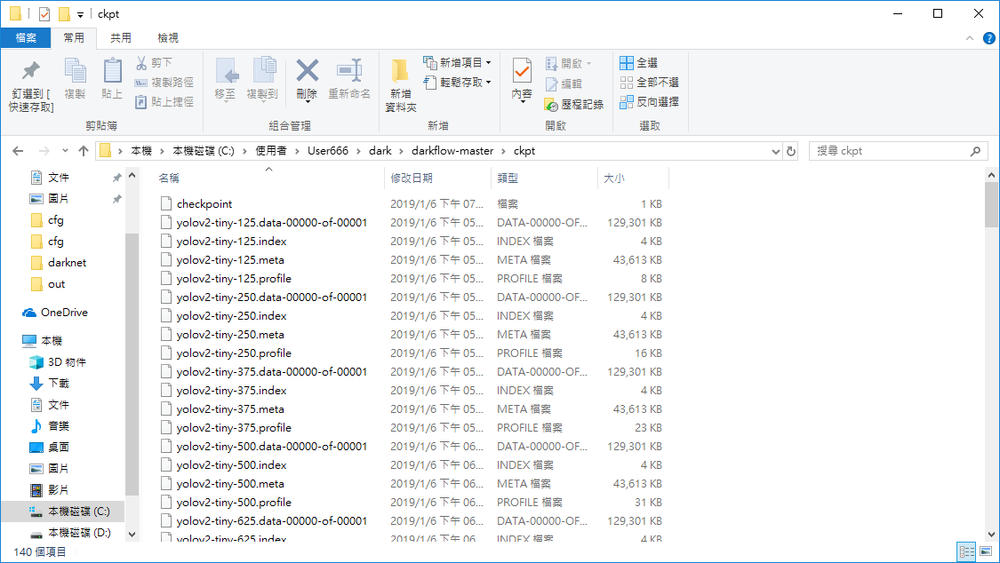 ckpt
檔案 常用 共用 檢視
釘選到 [
快速存取]
複製
貼上
剪下
複製路徑
貼上捷徑
剪貼簿
移至
複製到
刪除
重新命名
組合管理
新增
資料夾
新增項目
輕鬆存取
新增
內容
開啟
編輯
歷程記錄
開啟
全選
全部不選
反向選擇
選取
本機 › 本機磁碟 (C:) › 使用者 › User666 › dark › darkflow-master › ckpt
搜尋 ckpt
文件
圖片
cfg
cfg
darknet
out
OneDrive
本機
3D 物件
下載
文件
音樂
桌面
圖片
影片
本機磁碟 (C:)
本機磁碟 (D:)
名稱 修改日期 類型 大小
checkpoint 2019/1/6 下午 07... 檔案 1 KB
yolov2-tiny-125.data-00000-of-00001 2019/1/6 下午 05... DATA-00000-OF... 129,301 KB
yolov2-tiny-125.index 2019/1/6 下午 05... INDEX 檔案 4 KB
yolov2-tiny-125.meta 2019/1/6 下午 05... META 檔案 43,613 KB
yolov2-tiny-125.profile 2019/1/6 下午 05... PROFILE 檔案 8 KB
yolov2-tiny-250.data-00000-of-00001 2019/1/6 下午 05... DATA-00000-OF... 129,301 KB
yolov2-tiny-250.index 2019/1/6 下午 05... INDEX 檔案 4 KB
yolov2-tiny-250.meta 2019/1/6 下午 05... META 檔案 43,613 KB
yolov2-tiny-250.profile 2019/1/6 下午 05... PROFILE 檔案 16 KB
yolov2-tiny-375.data-00000-of-00001 2019/1/6 下午 05... DATA-00000-OF... 129,301 KB
yolov2-tiny-375.index 2019/1/6 下午 05... INDEX 檔案 4 KB
yolov2-tiny-375.meta 2019/1/6 下午 05... META 檔案 43,613 KB
yolov2-tiny-375.profile 2019/1/6 下午 05... PROFILE 檔案 23 KB
yolov2-tiny-500.data-00000-of-00001 2019/1/6 下午 06... DATA-00000-OF... 129,301 KB
yolov2-tiny-500.index 2019/1/6 下午 06... INDEX 檔案 4 KB
yolov2-tiny-500.meta 2019/1/6 下午 06... META 檔案 43,613 KB
yolov2-tiny-500.profile 2019/1/6 下午 06... PROFILE 檔案 31 KB
yolov2-tiny-625.data-00000-of-00001 2019/1/6 下午 06... DATA-00000-OF... 129,301 KB
yolov2-tiny-625.index 2019/1/6 下午 06... INDEX 檔案 4 KB
140 個項目